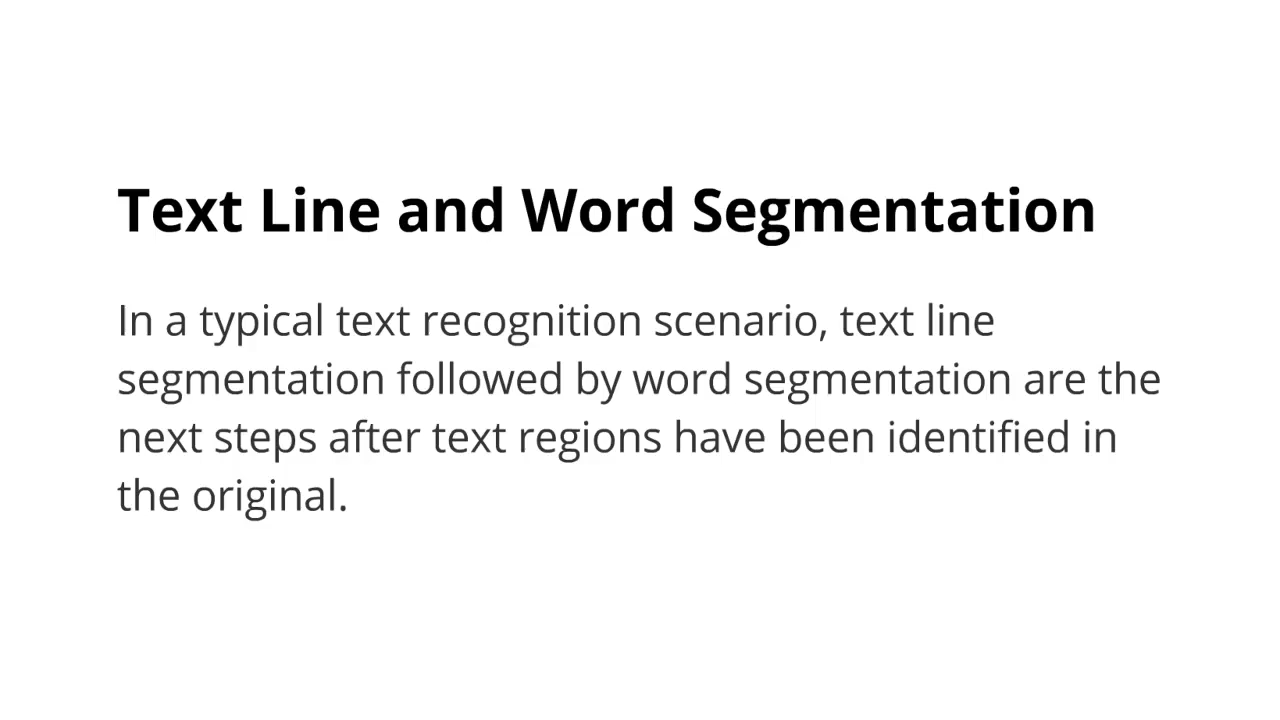 Text Line and Word Segmentation
In a typical text recognition scenario, text line
segmentation followed by word segmentation are the
next steps after text regions have been identified in
the original.